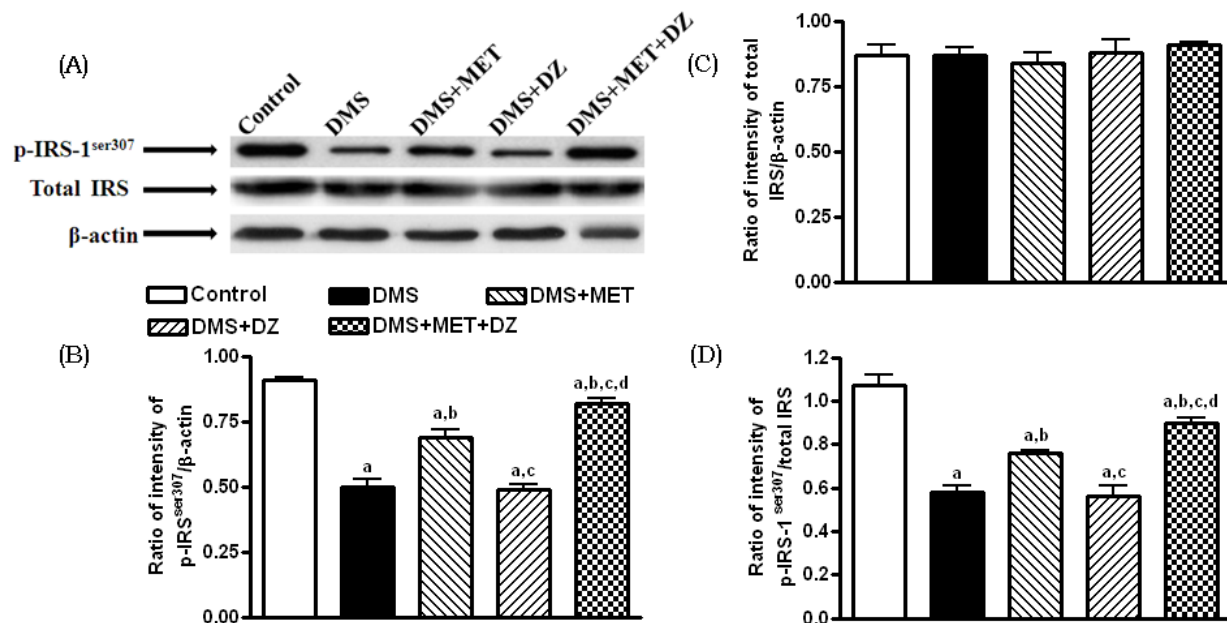 (A)
Control
DMS
DMS+MET
DMS+DZ
DMS+MET+DZ
p-IRS-1ser307
Total IRS
β-actin
Control
DMS
DMS+MET
DMS+DZ
DMS+MET+DZ
(B)
Ratio of intensity of
p-IRSser307/β-actin
1.00
0.75
0.50
0.25
0.00
a
a,b
a,c
a,b,c,d
(C)
Ratio of intensity of total
IRS/β-actin
1.00
0.75
0.50
0.25
0.00
(D)
Ratio of intensity of
p-IRS-1 ser307/total IRS
1.2
1.0
0.8
0.6
0.4
0.2
0.0
a
a,b
a,c
a,b,c,d